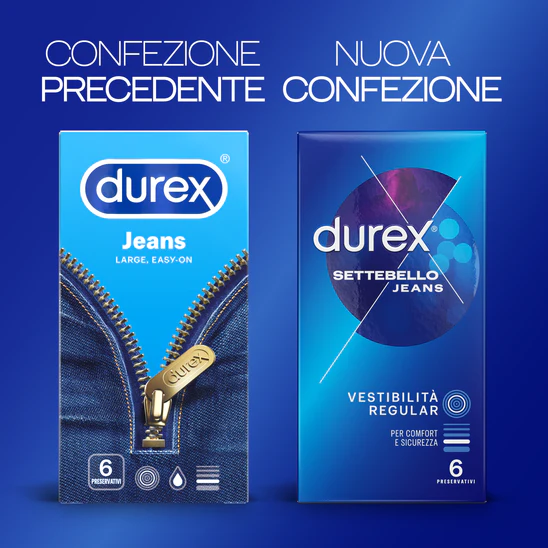 CONFEZIONE
PRECEDENTE
NUOVA
CONFEZIONE
durex®
Jeans
LARGE, EASY-ON
durex
6
PRESERVATIVI
durex®
SETTEBELLO
JEANS
VESTIBILITÀ
REGULAR
PER COMFORT
E SICUREZZA
6
PRESERVATIVI